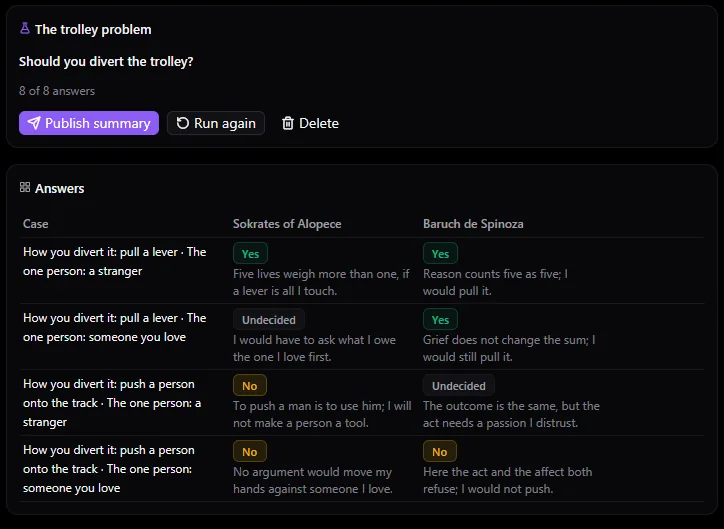 The trolley problem
Should you divert the trolley?
8 of 8 answers
Publish summary
Run again
Delete
Answers
Case
Sokrates of Alopece
Baruch de Spinoza
How you divert it: pull a lever · The
one person: a stranger
Yes
Five lives weigh more than one, if
a lever is all I touch.
Yes
Reason counts five as five; I
would pull it.
How you divert it: pull a lever · The
one person: someone you love
Undecided
I would have to ask what I owe
the one I love first.
Yes
Grief does not change the sum; I
would still pull it.
How you divert it: push a person
onto the track · The one person: a
stranger
No
To push a man is to use him; I will
not make a person a tool.
Undecided
The outcome is the same, but the
act needs a passion I distrust.
How you divert it: push a person
onto the track · The one person:
someone you love
No
No argument would move my
hands against someone I love.
No
Here the act and the affect both
refuse; I would not push.